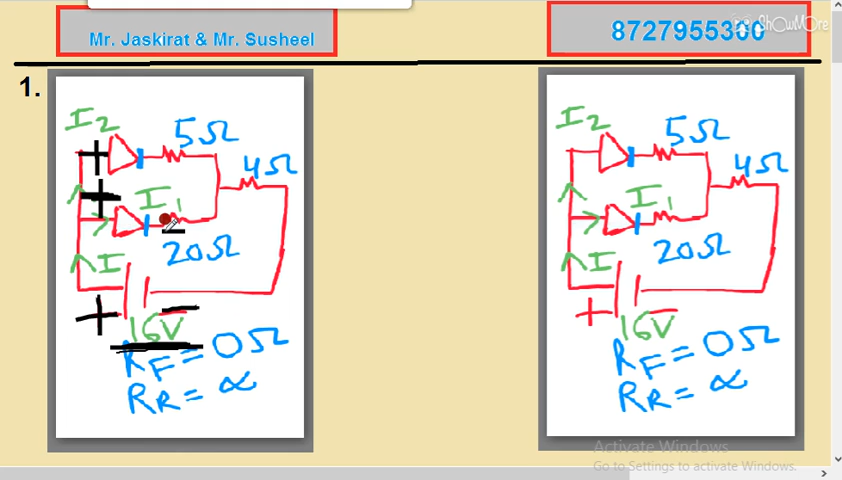 Mr. Jaskirat & Mr. Susheel
8727955300
ShowMore
1.
I2
5Ω
4Ω
I1
20Ω
I
+
+
+
16V
RF = 0Ω
RR = ∝
I2
5Ω
4Ω
I1
20Ω
I
+
16V
RF = 0Ω
RR = ∝
Activate Windows
Go to Settings to activate Windows.